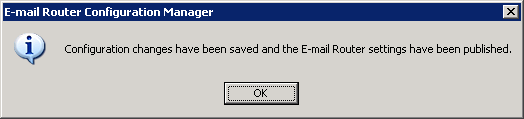 E-mail Router Configuration Manager
Configuration changes have been saved and the E-mail Router settings have been published.
OK